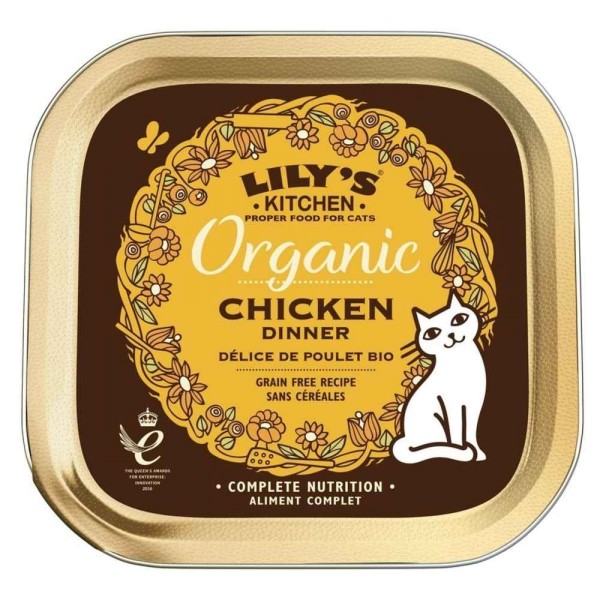 LILY'S®
• KITCHEN •
PROPER FOOD FOR CATS
Organic
CHICKEN
DINNER
DÉLICE DE POULET BIO
GRAIN FREE RECIPE
SANS CÉRÉALES
THE QUEEN'S AWARDS
FOR ENTERPRISE:
INNOVATION
2016
• COMPLETE NUTRITION •
ALIMENT COMPLET